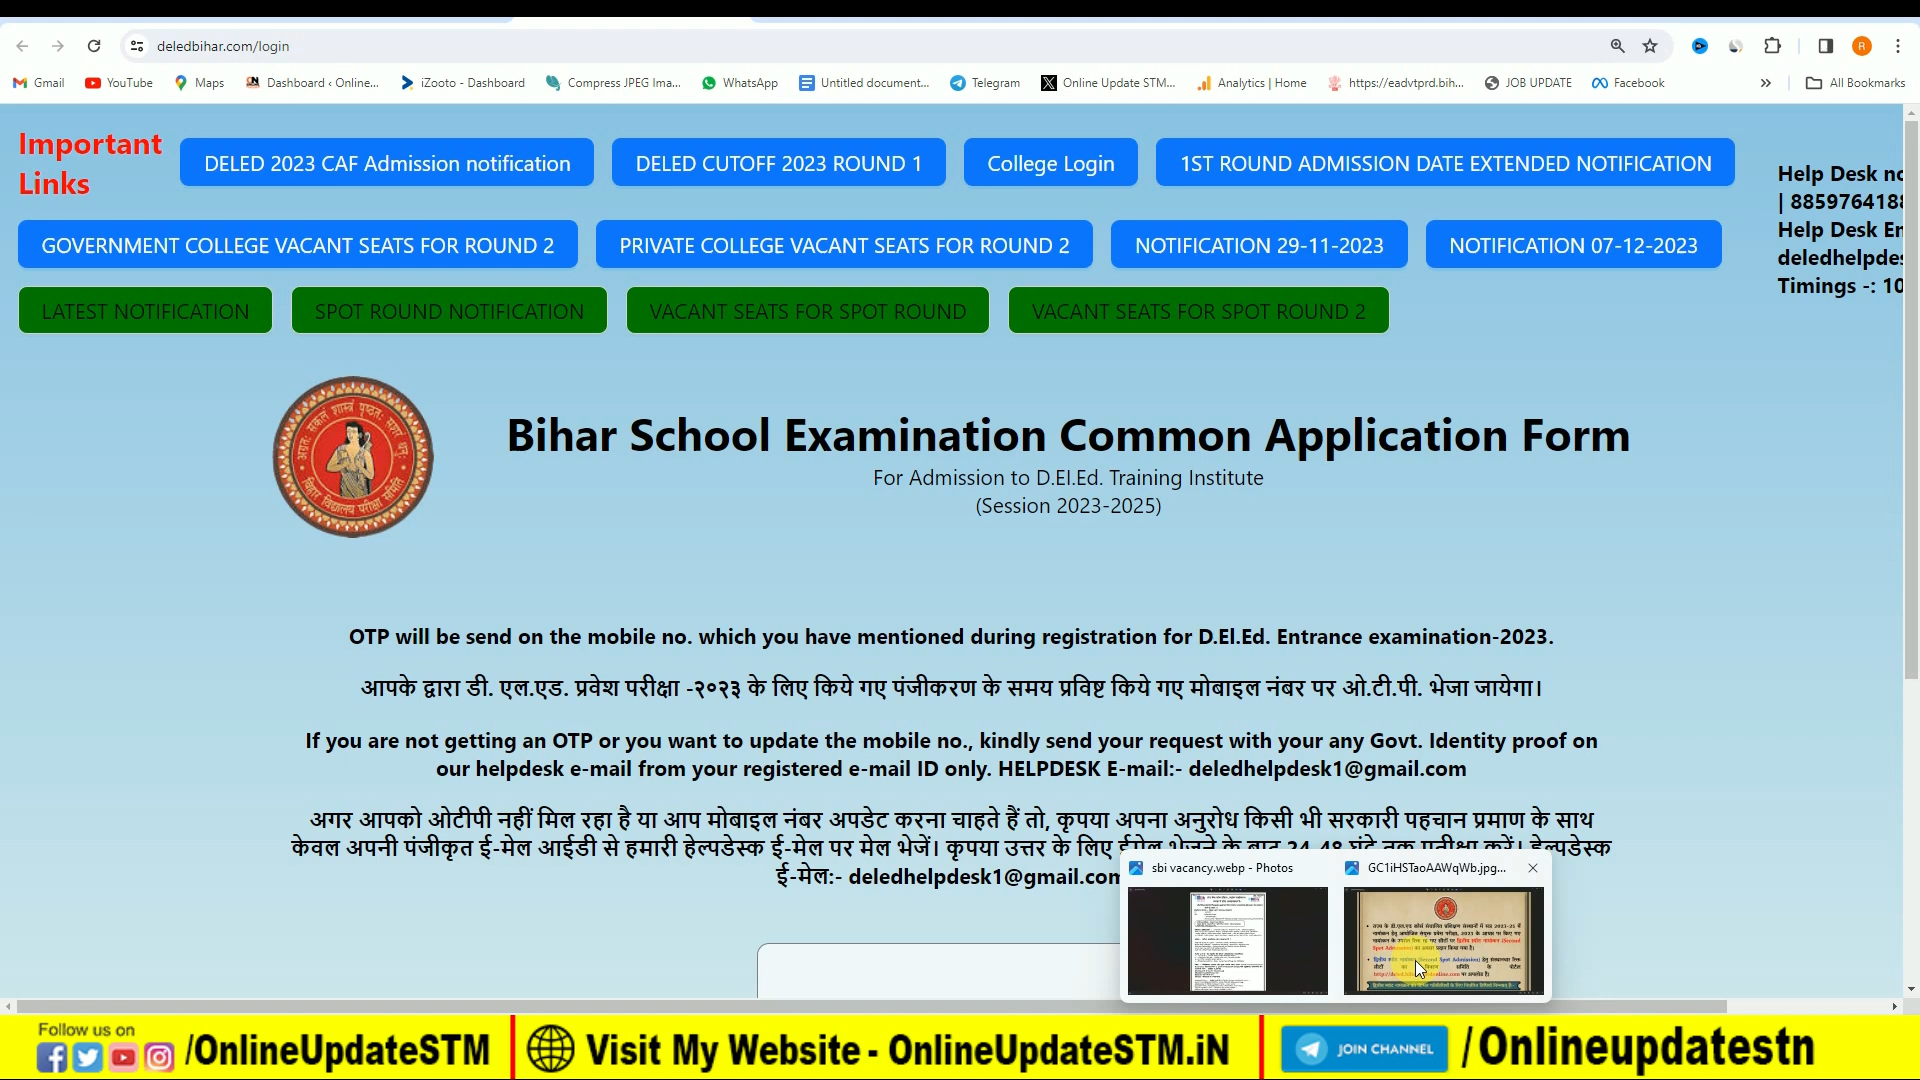 deledbihar.com/login
R
Gmail YouTube Maps Dashboard ‹ Online... iZooto - Dashboard Compress JPEG Ima... WhatsApp Untitled document... Telegram Online Update STM... Analytics | Home https://eadvtprd.bih... JOB UPDATE Facebook » All Bookmarks
Important
Links
DELED 2023 CAF Admission notification DELED CUTOFF 2023 ROUND 1 College Login 1ST ROUND ADMISSION DATE EXTENDED NOTIFICATION
GOVERNMENT COLLEGE VACANT SEATS FOR ROUND 2 PRIVATE COLLEGE VACANT SEATS FOR ROUND 2 NOTIFICATION 29-11-2023 NOTIFICATION 07-12-2023
LATEST NOTIFICATION SPOT ROUND NOTIFICATION VACANT SEATS FOR SPOT ROUND VACANT SEATS FOR SPOT ROUND 2
Help Desk
| 885976418
Help Desk
deledhelpdes
Timings -: 10
बिहार विद्यालय परीक्षा समिति
Bihar School Examination Common Application Form
For Admission to D.El.Ed. Training Institute
(Session 2023-2025)
OTP will be send on the mobile no. which you have mentioned during registration for D.El.Ed. Entrance examination-2023.
आपके द्वारा डी. एल.एड. प्रवेश परीक्षा -२०२३ के लिए किये गए पंजीकरण के समय प्रविष्ट किये गए मोबाइल नंबर पर ओ.टी.पी. भेजा जायेगा।
If you are not getting an OTP or you want to update the mobile no., kindly send your request with your any Govt. Identity proof on
our helpdesk e-mail from your registered e-mail ID only. HELPDESK E-mail:- deledhelpdesk1@gmail.com
अगर आपको ओटीपी नहीं मिल रहा है या आप मोबाइल नंबर अपडेट करना चाहते हैं तो, कृपया अपना अनुरोध किसी भी सरकारी पहचान प्रमाण के साथ
केवल अपनी पंजीकृत ई-मेल आईडी से हमारी हेल्पडेस्क ई-मेल पर मेल भेजें। कृपया उत्तर के लिए ईमेल भेजने के बाद 24-48 घंटे तक प्रतीक्षा करें। हेल्पडेस्क
ई-मेल:- deledhelpdesk1@gmail.com
sbi vacancy.webp - Photos GC1iHSTaoAAWqWb.jpg...
Follow us on
/OnlineUpdateSTM Visit My Website - OnlineUpdateSTM.iN JOIN CHANNEL /Onlineupdatestn